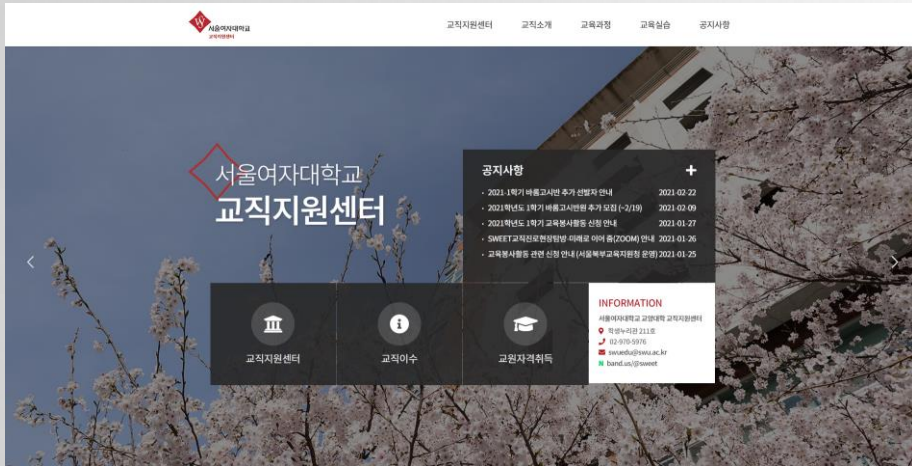 서울여자대학교
교직지원센터
교직지원센터 교직소개 교육과정 교육실습 공지사항
서울여자대학교
교직지원센터
공지사항 +
· 2021-1학기 바롬고시반 추가 선발자 안내 2021-02-22
· 2021학년도 1학기 바롬고시반원 추가 모집 (~2/19) 2021-02-09
· 2021학년도 1학기 교육봉사활동 신청 안내 2021-01-27
· SWEET교직진로현장탐방-미래로 이어 줌(ZOOM) 안내 2021-01-26
· 교육봉사활동 관련 신청 안내 (서울북부교육지원청 운영) 2021-01-25
교직지원센터 교직이수 교원자격취득
INFORMATION
서울여자대학교 교양대학 교직지원센터
학생누리관 211호
02-970-5976
swuedu@swu.ac.kr
band.us/@sweet